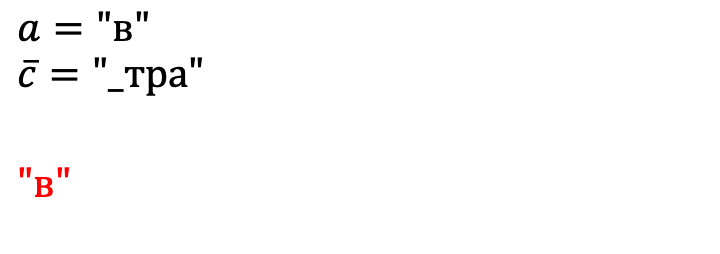 a = "в"
c̄ = "_тра"
"в"